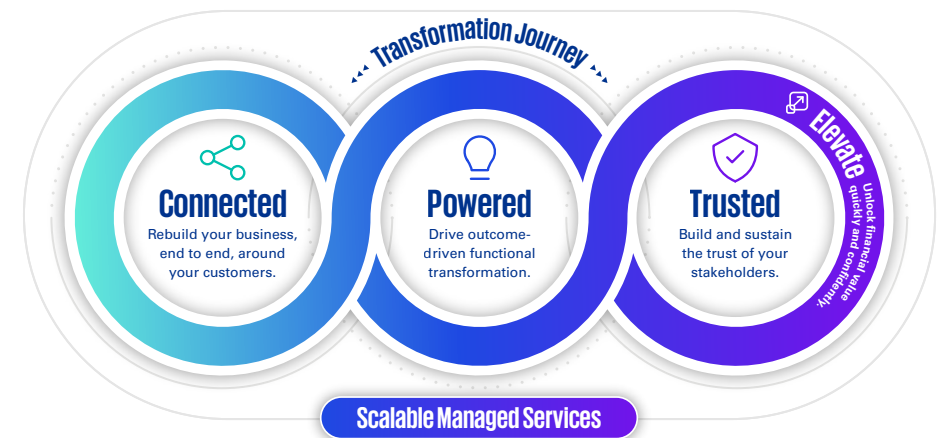 Transformation Journey
Connected
Rebuild your business,
end to end, around
your customers.
Powered
Drive outcome-
driven functional
transformation.
Trusted
Build and sustain
the trust of your
stakeholders.
Elevate
Unlock financial value
quickly and confidently.
Scalable Managed Services